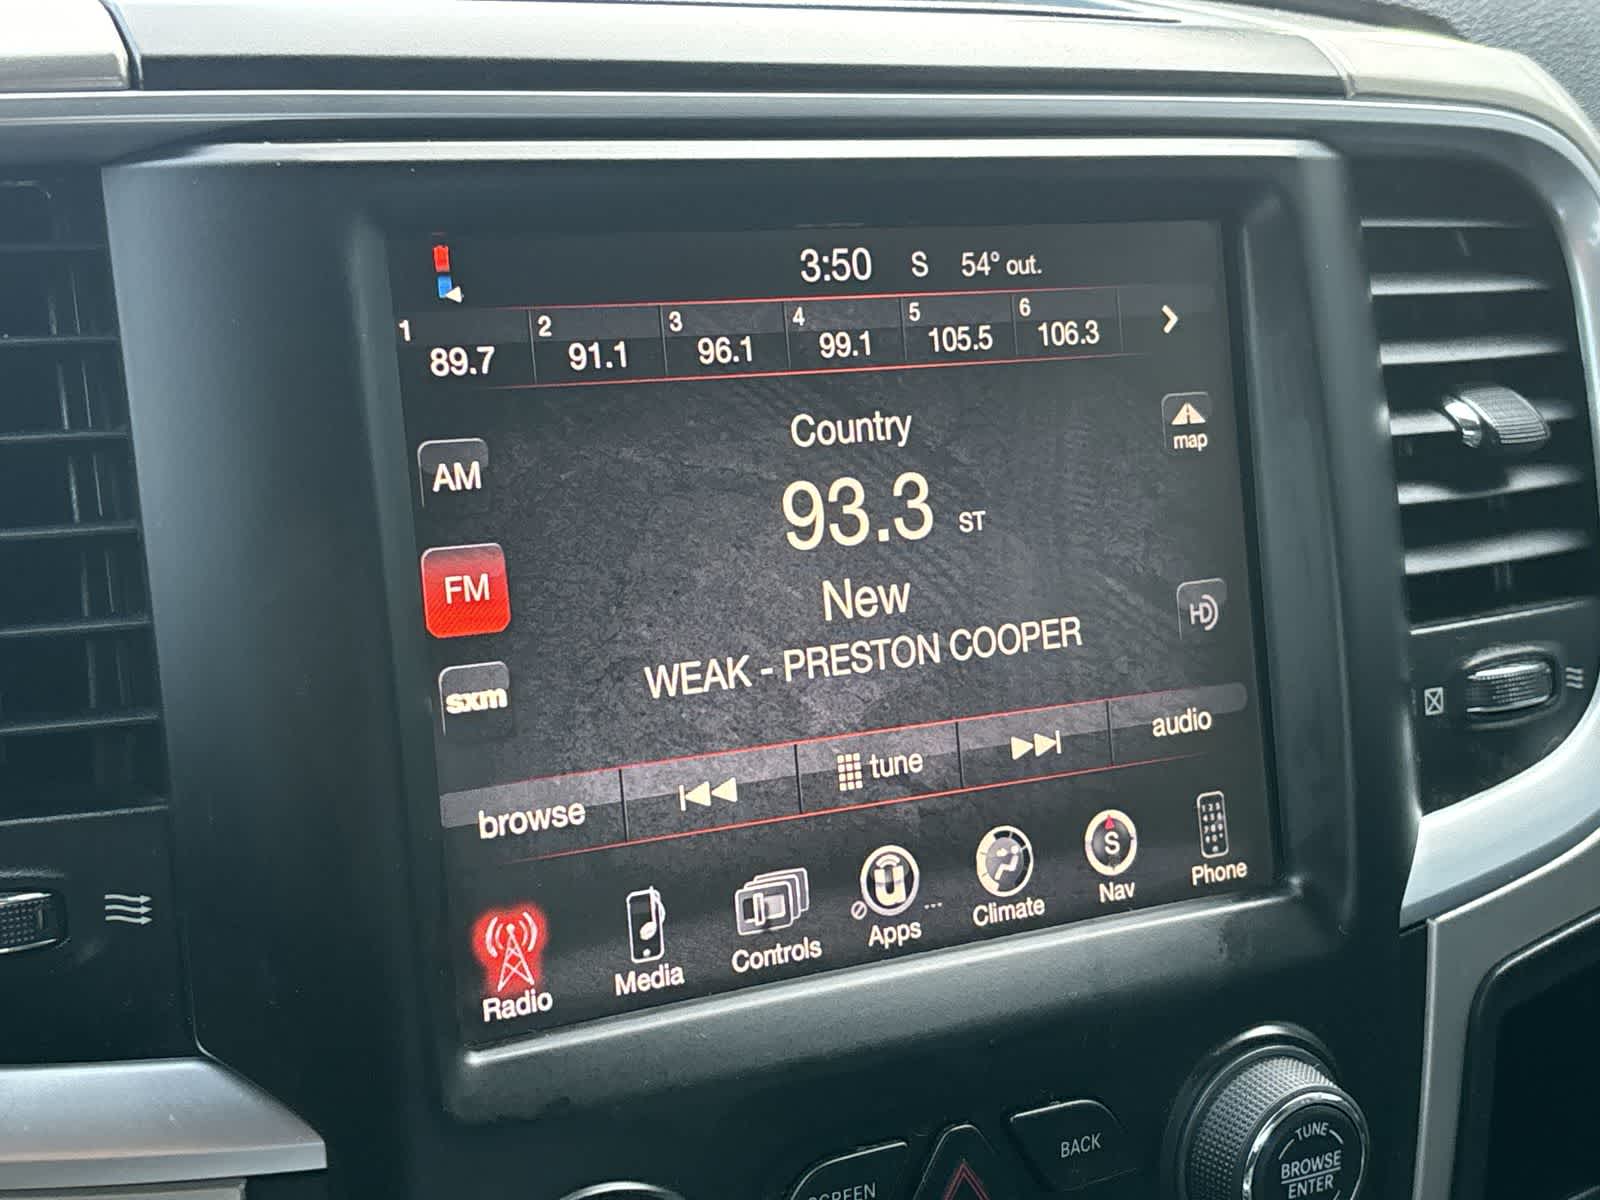 3:50 S 54° out.
1 2 3 4 5 6
89.7 91.1 96.1 99.1 105.5 106.3
Country
map
AM
93.3 ST
FM
New
HD
WEAK - PRESTON COOPER
sxm
browse tune audio
Radio Media Controls Apps ... Climate Nav Phone
S
BACK
SCREEN
TUNE
BROWSE
ENTER